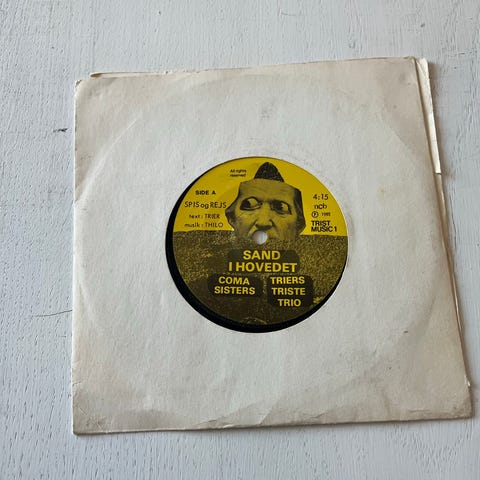 All rights
reserved
SIDE A
SPIS og REJS
text: TRIER
musik: THILO
4:15
ncb
Ⓟ 1985
TRIST
MUSIC 1
SAND
I HOVEDET
COMA
SISTERS
TRIERS
TRISTE
TRIO